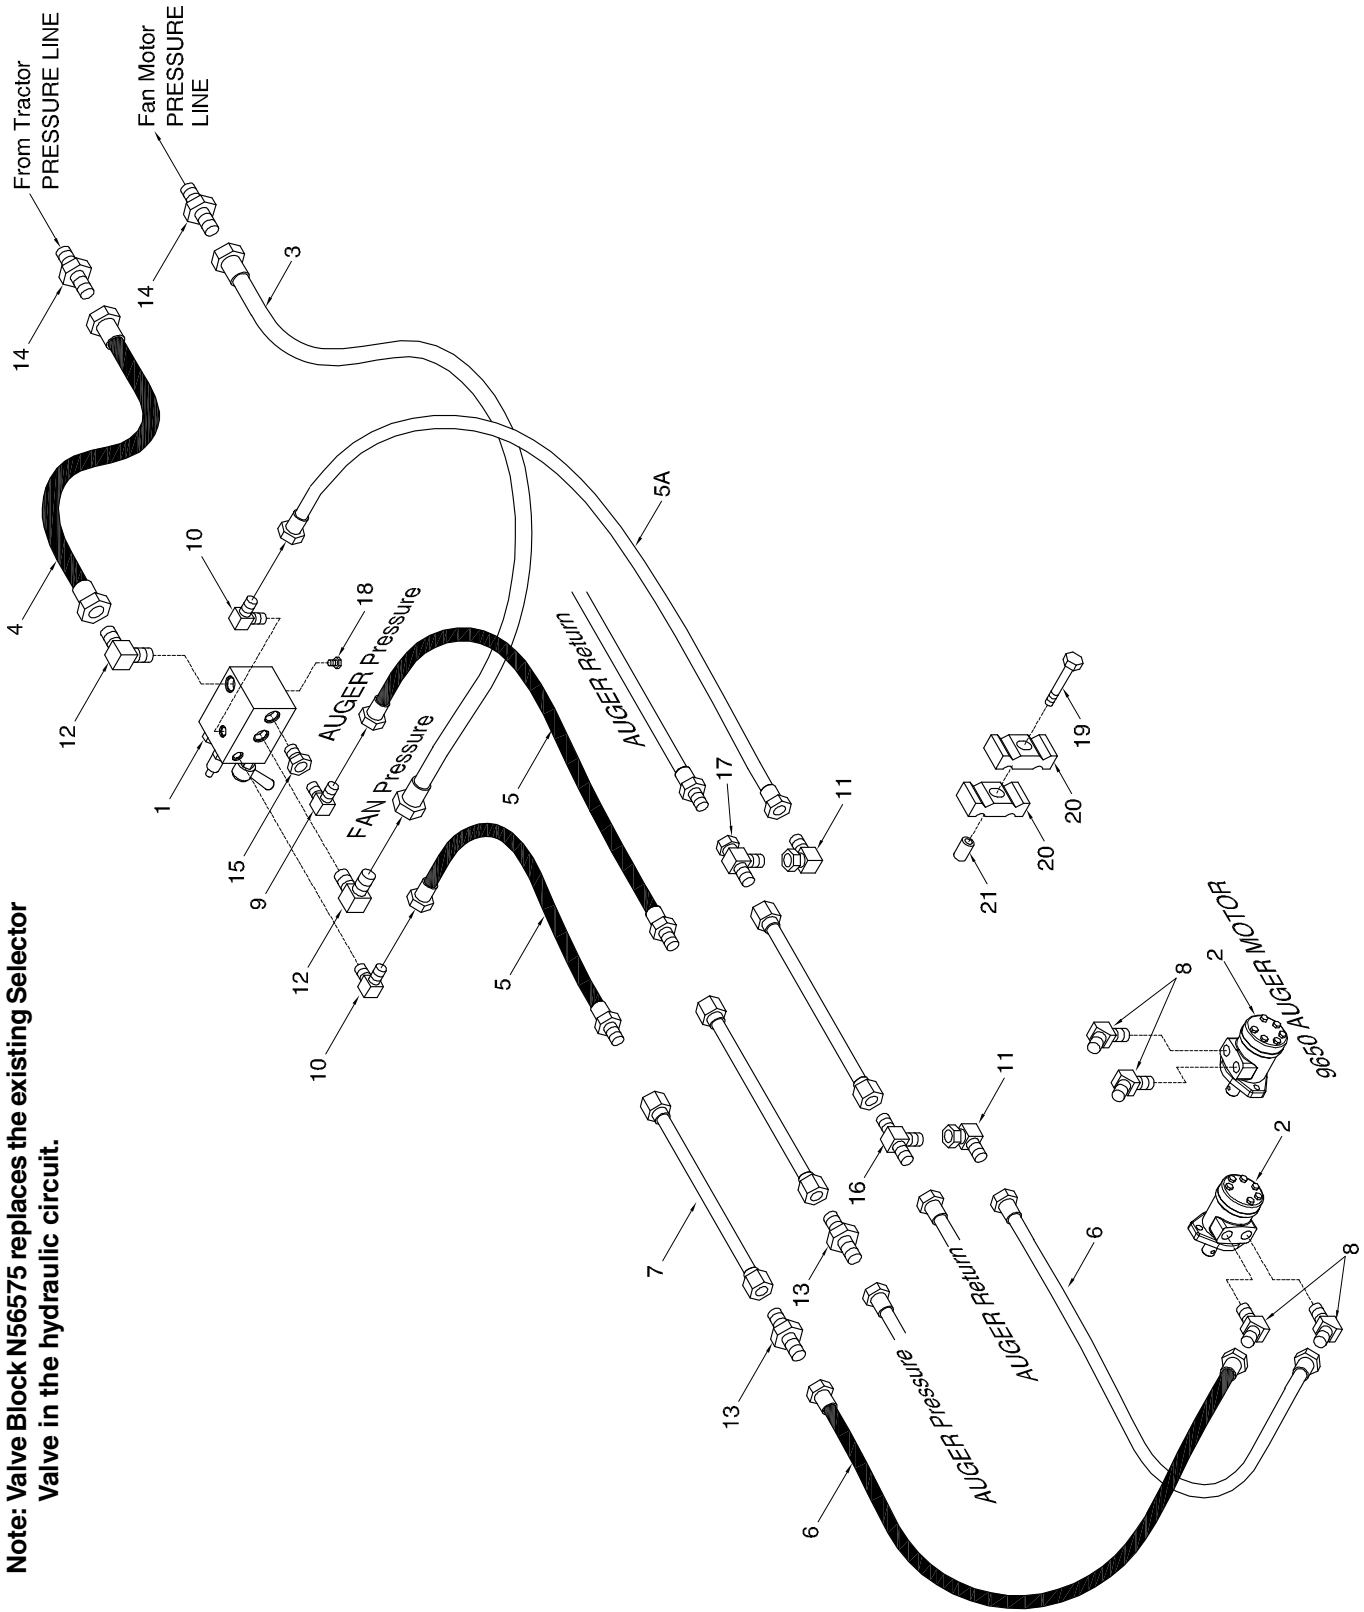 Note: Valve Block N56575 replaces the existing Selector
Valve in the hydraulic circuit.
From Tractor
PRESSURE LINE
Fan Motor
PRESSURE
LINE
14
14
3
4
10
5A
12
18
AUGER Pressure
1
FAN Pressure
AUGER Return
15
9
5
17
11
12
5
10
19
20
20
21
7
16
11
8
2
9650 AUGER MOTOR
2
13
13
6
8
AUGER Return
AUGER Pressure
6